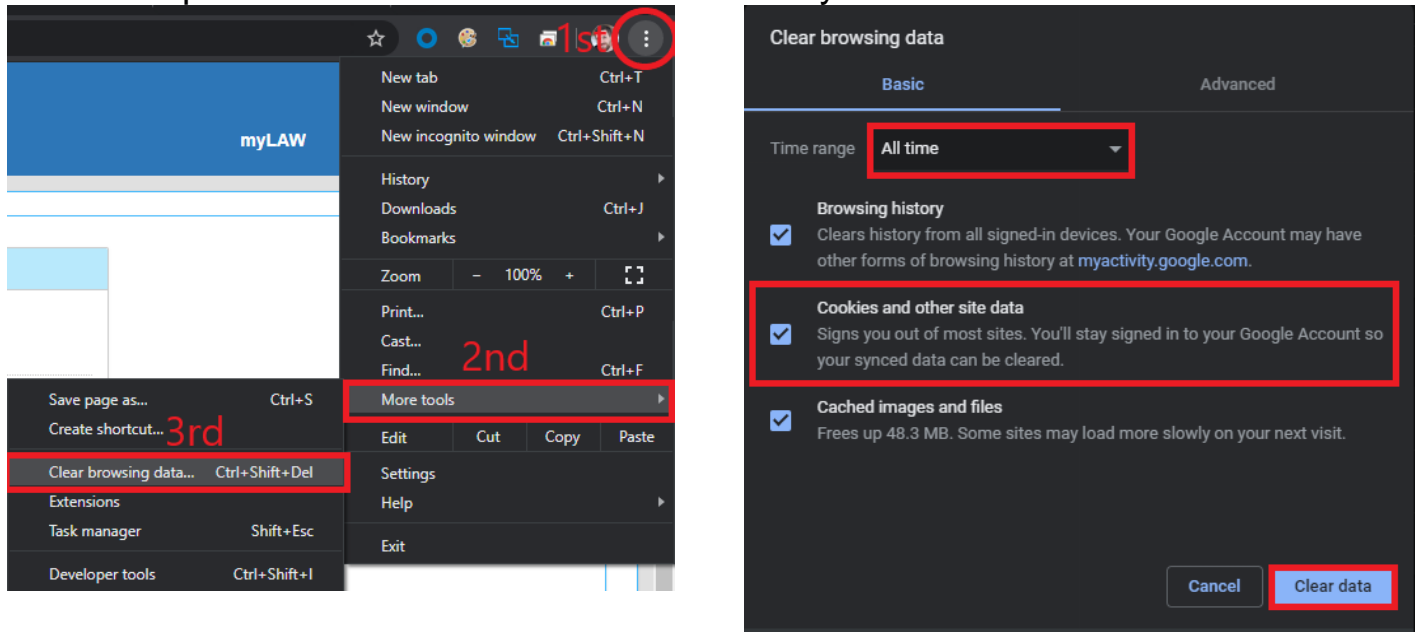 1st
New tab Ctrl+T
New window Ctrl+N
New incognito window Ctrl+Shift+N
myLAW
History
Downloads Ctrl+J
Bookmarks
Zoom - 100% +
Print... Ctrl+P
Cast...
2nd
Find... Ctrl+F
More tools
Edit Cut Copy Paste
Settings
Help
Exit
Save page as... Ctrl+S
Create shortcut...
3rd
Clear browsing data... Ctrl+Shift+Del
Extensions
Task manager Shift+Esc
Developer tools Ctrl+Shift+I
Clear browsing data
Basic Advanced
Time range All time
Browsing history
Clears history from all signed-in devices. Your Google Account may have
other forms of browsing history at myactivity.google.com.
Cookies and other site data
Signs you out of most sites. You'll stay signed in to your Google Account so
your synced data can be cleared.
Cached images and files
Frees up 48.3 MB. Some sites may load more slowly on your next visit.
Cancel Clear data